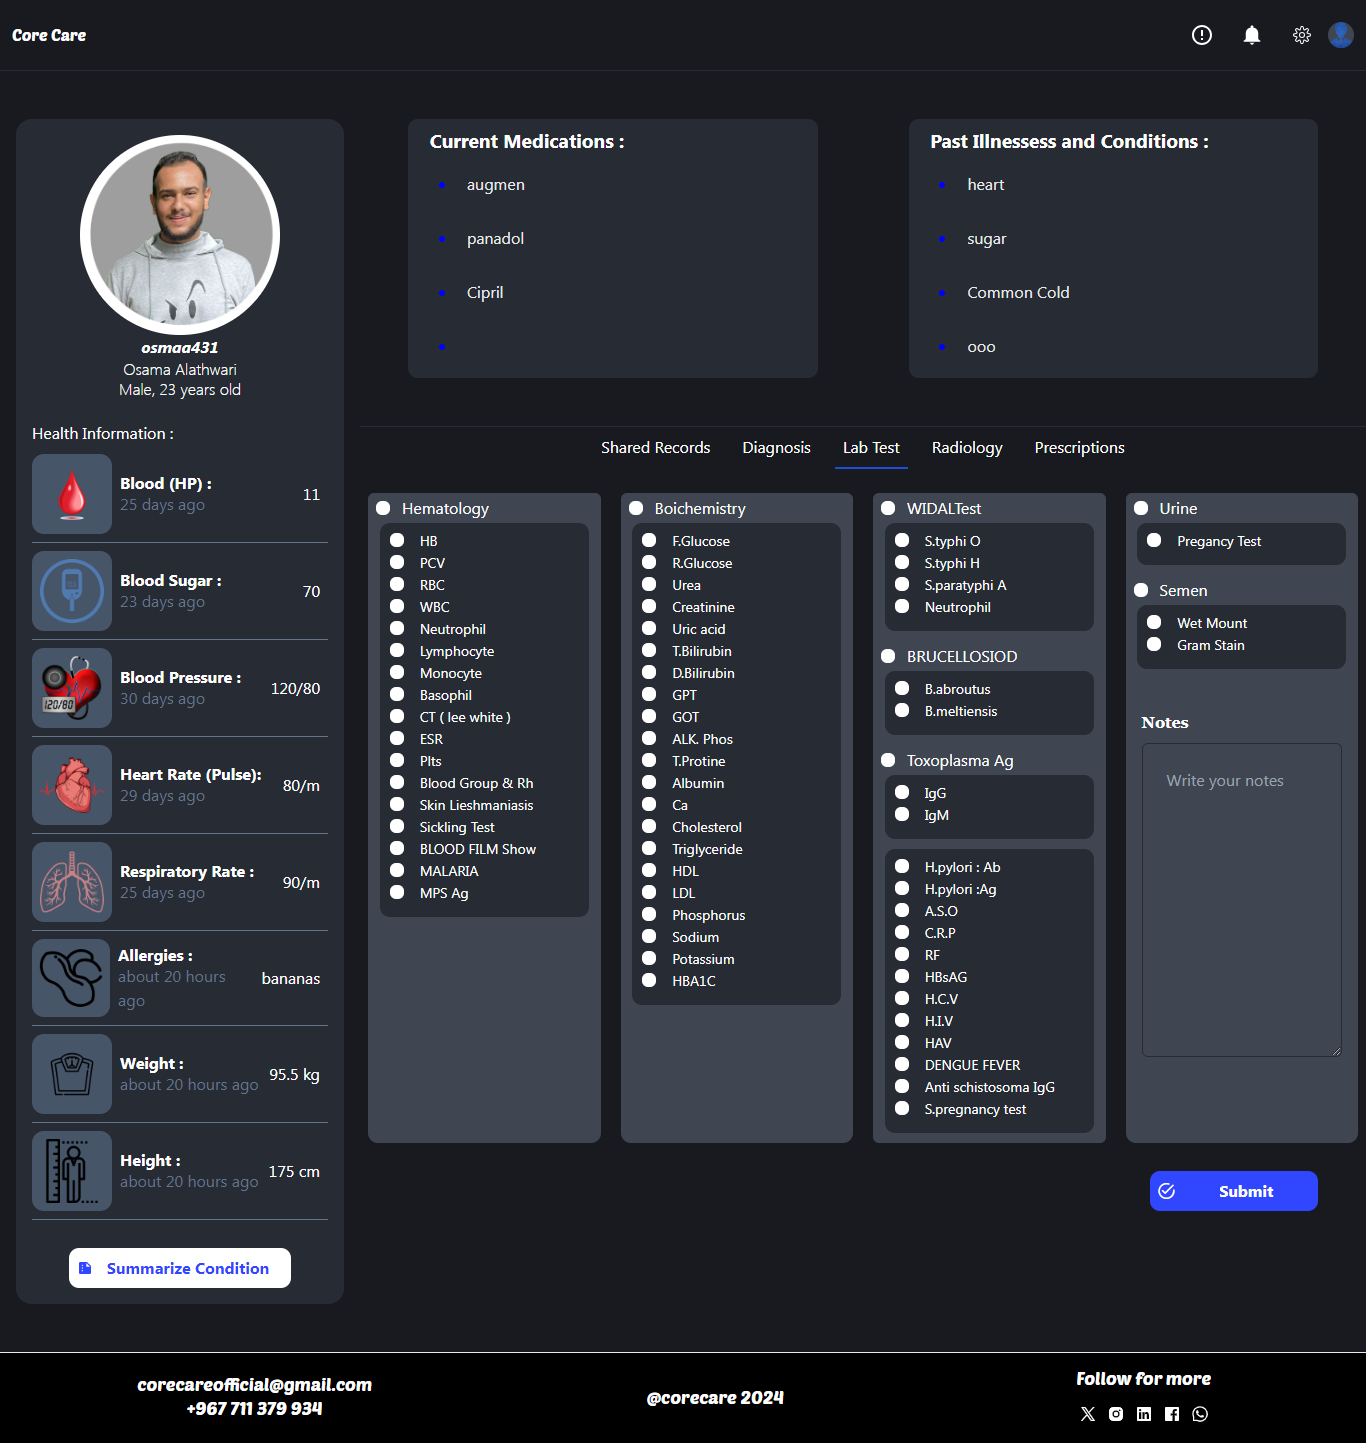 Core Care
osmaa431
Osama Alathwari
Male, 23 years old
Health Information :
Blood (HP) :
25 days ago
11
Blood Sugar :
23 days ago
70
120/80
Blood Pressure :
30 days ago
120/80
Heart Rate (Pulse):
29 days ago
80/m
Respiratory Rate :
25 days ago
90/m
Allergies :
about 20 hours
ago
bananas
Weight :
about 20 hours ago
95.5 kg
Height :
about 20 hours ago
175 cm
Summarize Condition
Current Medications :
augmen
panadol
Cipril
Past Illnessess and Conditions :
heart
sugar
Common Cold
ooo
Shared Records
Diagnosis
Lab Test
Radiology
Prescriptions
Hematology
HB
PCV
RBC
WBC
Neutrophil
Lymphocyte
Monocyte
Basophil
CT ( lee white )
ESR
Plts
Blood Group & Rh
Skin Lieshmaniasis
Sickling Test
BLOOD FILM Show
MALARIA
MPS Ag
Boichemistry
F.Glucose
R.Glucose
Urea
Creatinine
Uric acid
T.Bilirubin
D.Bilirubin
GPT
GOT
ALK. Phos
T.Protine
Albumin
Ca
Cholesterol
Triglyceride
HDL
LDL
Phosphorus
Sodium
Potassium
HBA1C
WIDALTest
S.typhi O
S.typhi H
S.paratyphi A
Neutrophil
BRUCELLOSIOD
B.abroutus
B.meltiensis
Toxoplasma Ag
IgG
IgM
H.pylori : Ab
H.pylori :Ag
A.S.O
C.R.P
RF
HBsAG
H.C.V
H.I.V
HAV
DENGUE FEVER
Anti schistosoma IgG
S.pregnancy test
Urine
Pregancy Test
Semen
Wet Mount
Gram Stain
Notes
Write your notes
Submit
corecareofficial@gmail.com
+967 711 379 934
@corecare 2024
Follow for more